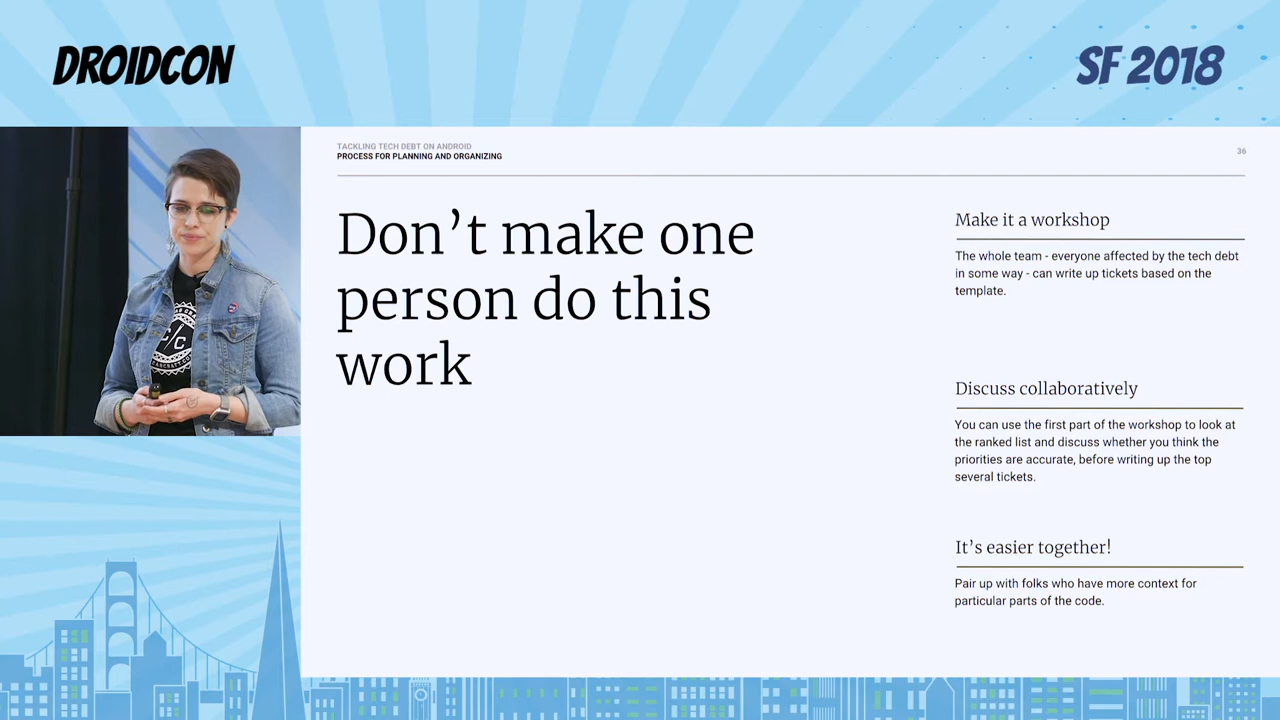 DROIDCON
SF 2018
TACKLING TECH DEBT ON ANDROID
PROCESS FOR PLANNING AND ORGANIZING
36
Don’t make one
person do this
work
Make it a workshop
The whole team - everyone affected by the tech debt
in some way - can write up tickets based on the
template.
Discuss collaboratively
You can use the first part of the workshop to look at
the ranked list and discuss whether you think the
priorities are accurate, before writing up the top
several tickets.
It’s easier together!
Pair up with folks who have more context for
particular parts of the code.
C/C